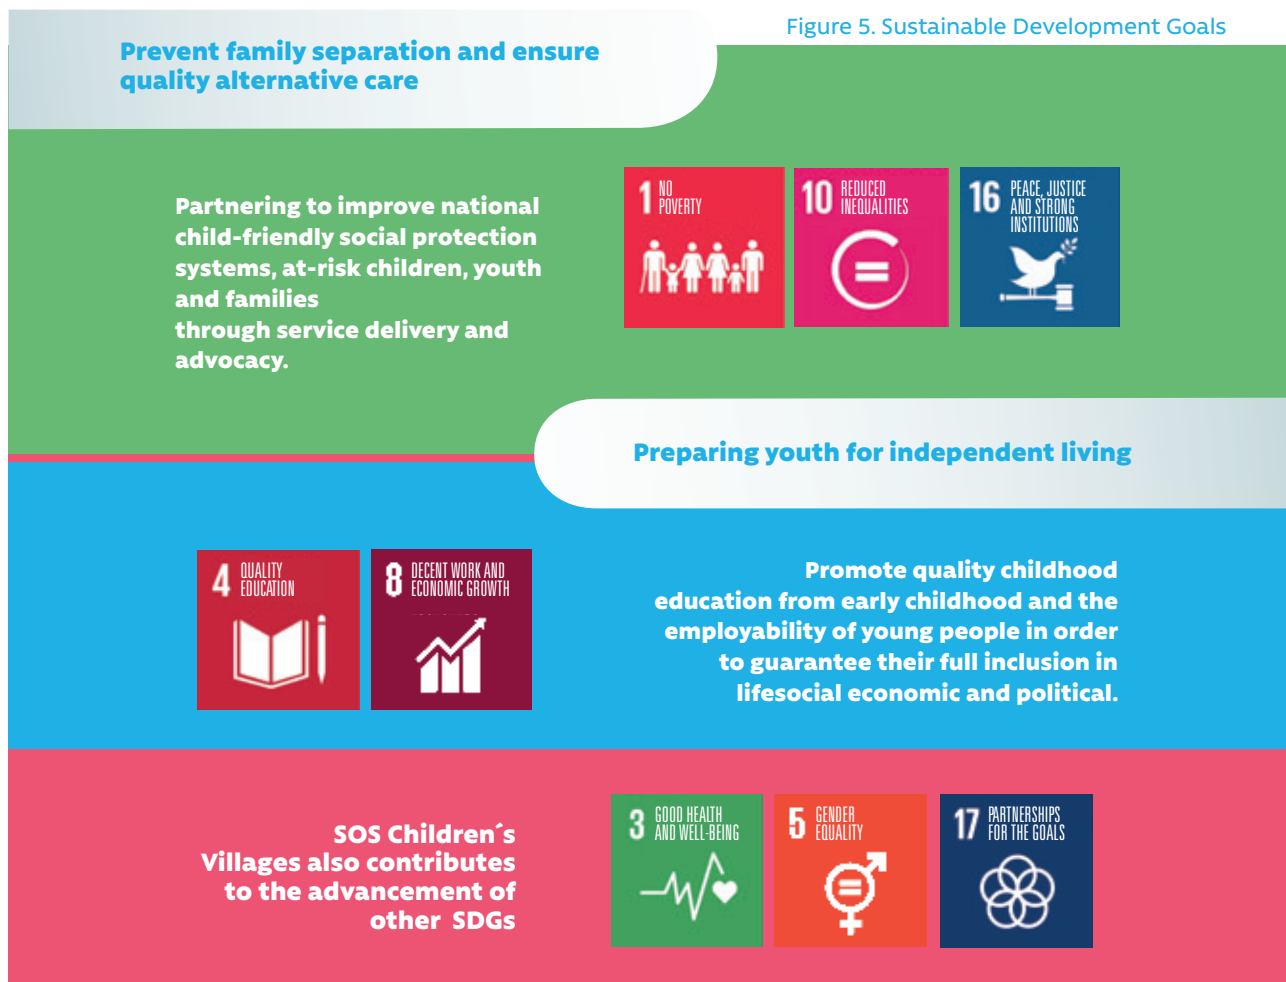 Figure 5. Sustainable Development Goals
Prevent family separation and ensure
quality alternative care
Partnering to improve national
child-friendly social protection
systems, at-risk children, youth
and families
through service delivery and
advocacy.
1 NO
POVERTY
10 REDUCED
INEQUALITIES
16 PEACE, JUSTICE
AND STRONG
INSTITUTIONS
Preparing youth for independent living
4 QUALITY
EDUCATION
8 DECENT WORK AND
ECONOMIC GROWTH
Promote quality childhood
education from early childhood and the
employability of young people in order
to guarantee their full inclusion in
lifesocial economic and political.
SOS Children´s
Villages also contributes
to the advancement of
other SDGs
3 GOOD HEALTH
AND WELL-BEING
5 GENDER
EQUALITY
17 PARTNERSHIPS
FOR THE GOALS